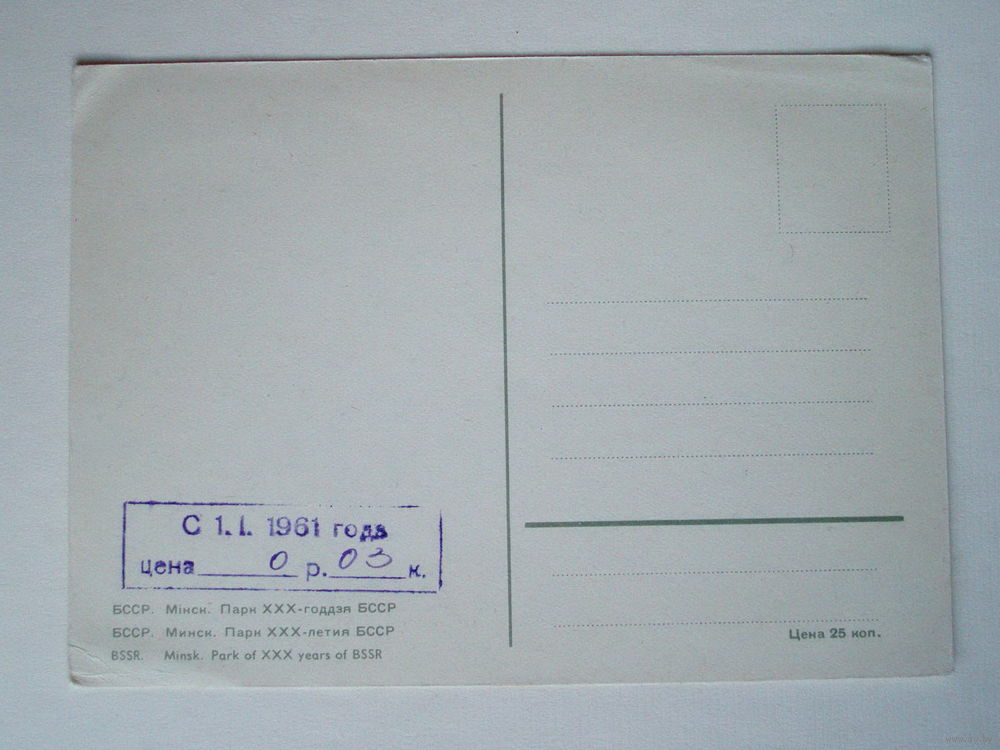 С 1.I. 1961 года
цена 0 р. 03 к.
БССР. Мінск. Парк XXX-годдзя БССР
БССР. Минск. Парк XXX-летия БССР
BSSR. Minsk. Park of XXX years of BSSR
Цена 25 коп.